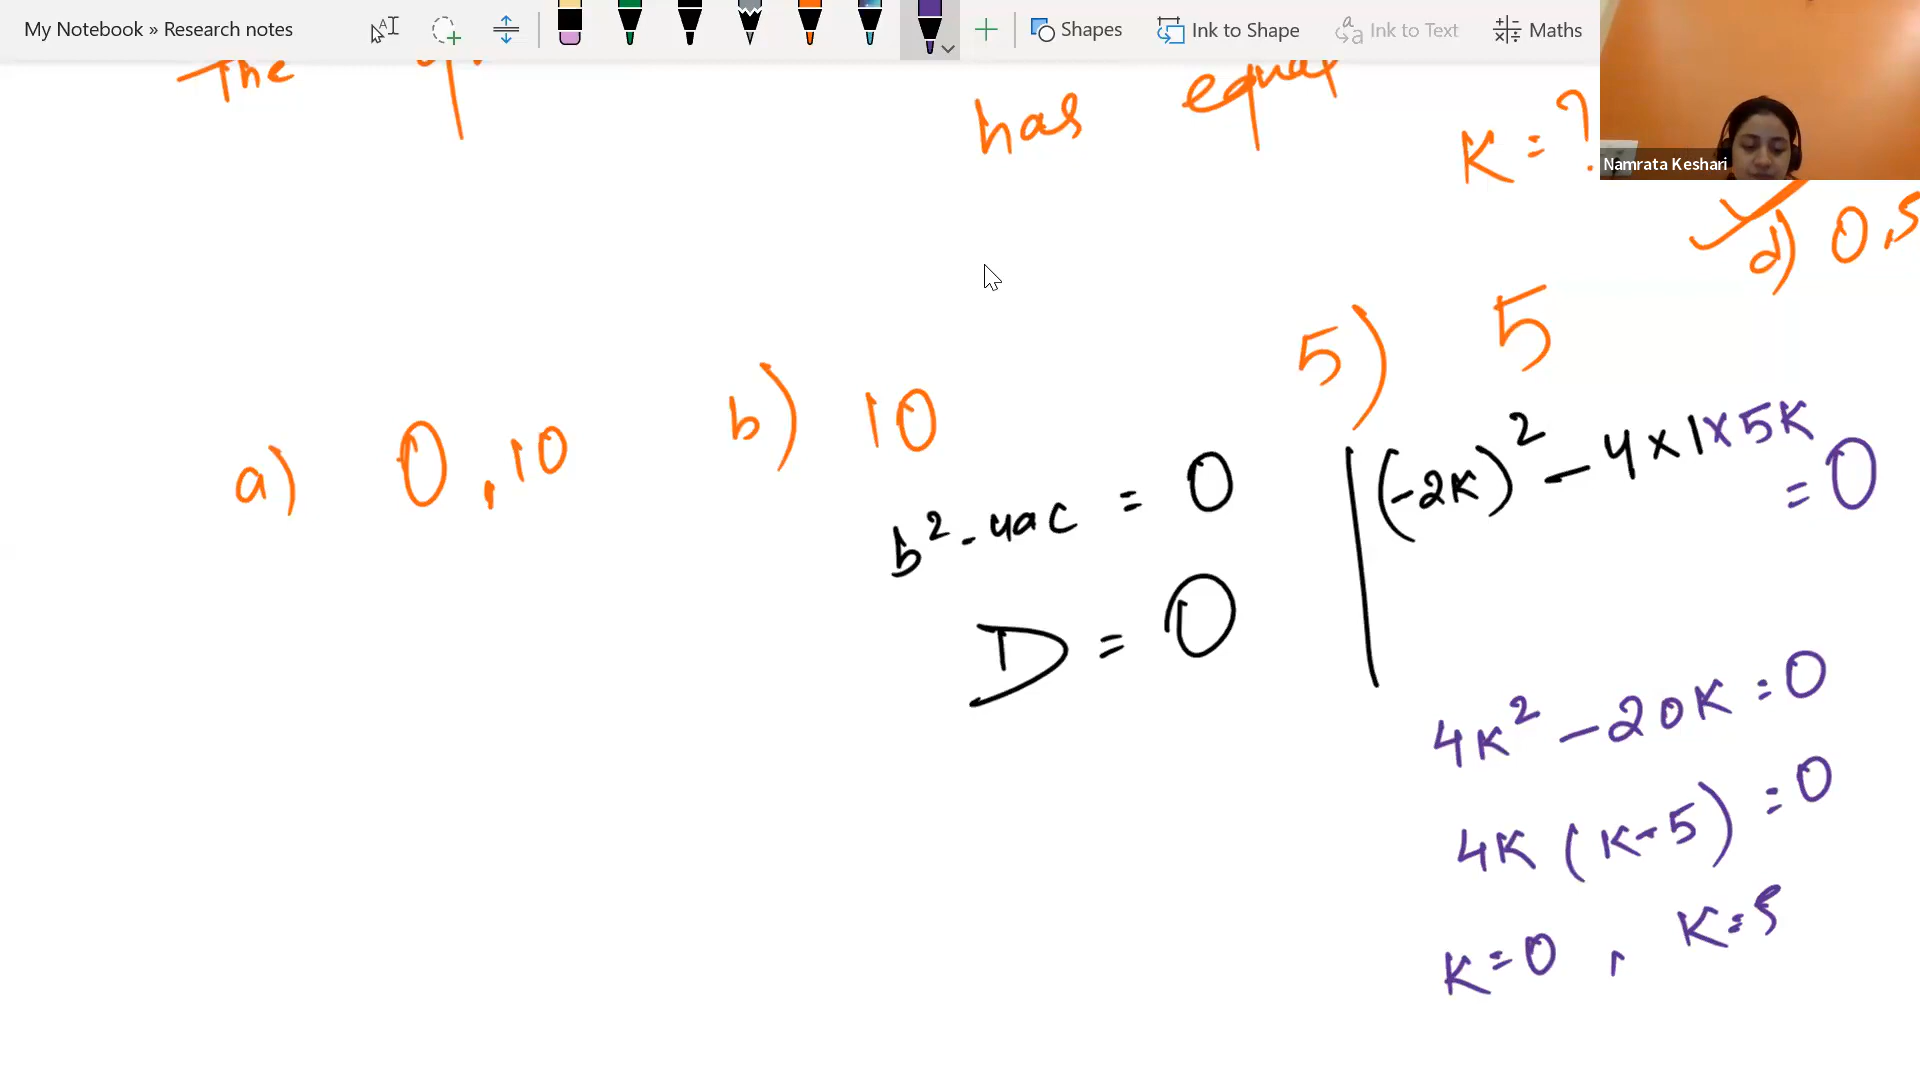 My Notebook » Research notes
Shapes
Ink to Shape
Ink to Text
Maths
The
has equal
K = ?
Namrata Keshari
d) 0,5
5) 5
a) 0,10
b) 10
b² - 4ac = 0
D = 0
(-2K)² - 4×1×5K
= 0
4K² - 20K = 0
4K (K-5) = 0
K=0 , K=5